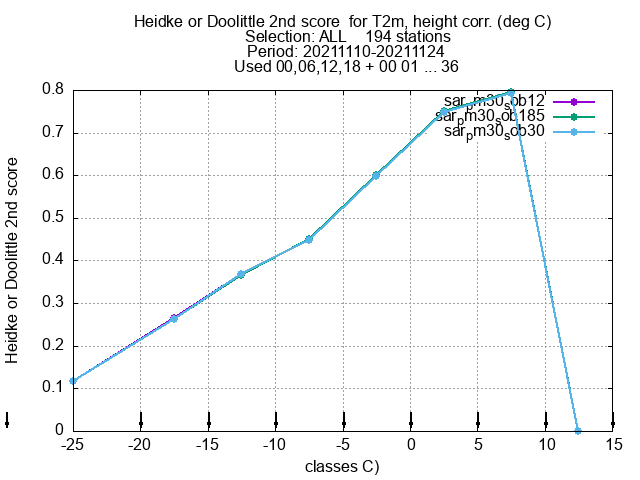 Heidke or Doolittle 2nd score  for T2m, height corr. (deg C)
Selection: ALL    194 stations
Period: 20211110-20211124
Used 00,06,12,18 + 00 01 ... 36
Heidke or Doolittle 2nd score
0.8
0.7
0.6
0.5
0.4
0.3
0.2
0.1
0
sarpm30sob12
sarpm30sob185
sarpm30sob30
-25 -20 -15 -10 -5 0 5 10 15
classes C)